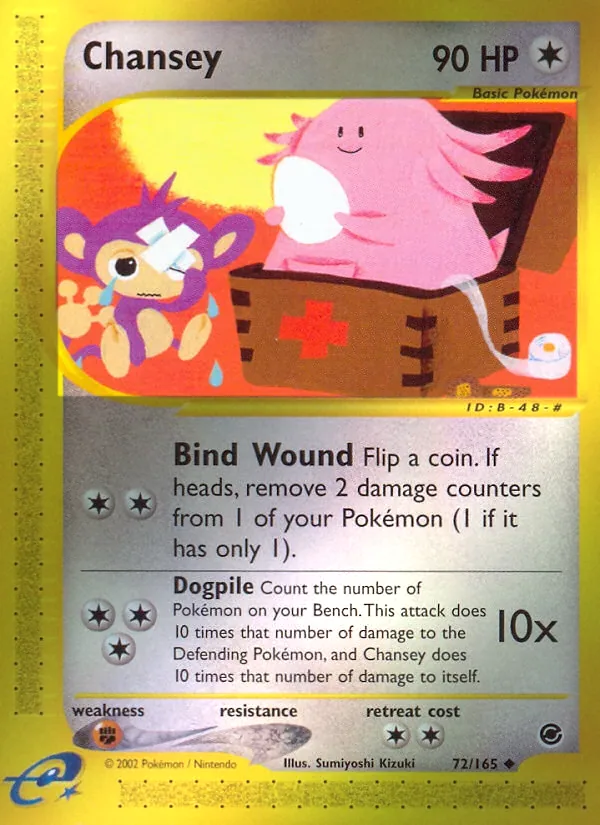 Chansey 90 HP
Basic Pokémon
ID:B-48-#
Bind Wound Flip a coin. If
heads, remove 2 damage counters
from 1 of your Pokémon (1 if it
has only 1).
Dogpile Count the number of
Pokémon on your Bench. This attack does
10 times that number of damage to the
Defending Pokémon, and Chansey does
10 times that number of damage to itself.
10x
weakness resistance retreat cost
© 2002 Pokémon / Nintendo Illus. Sumiyoshi Kizuki 72/165
e